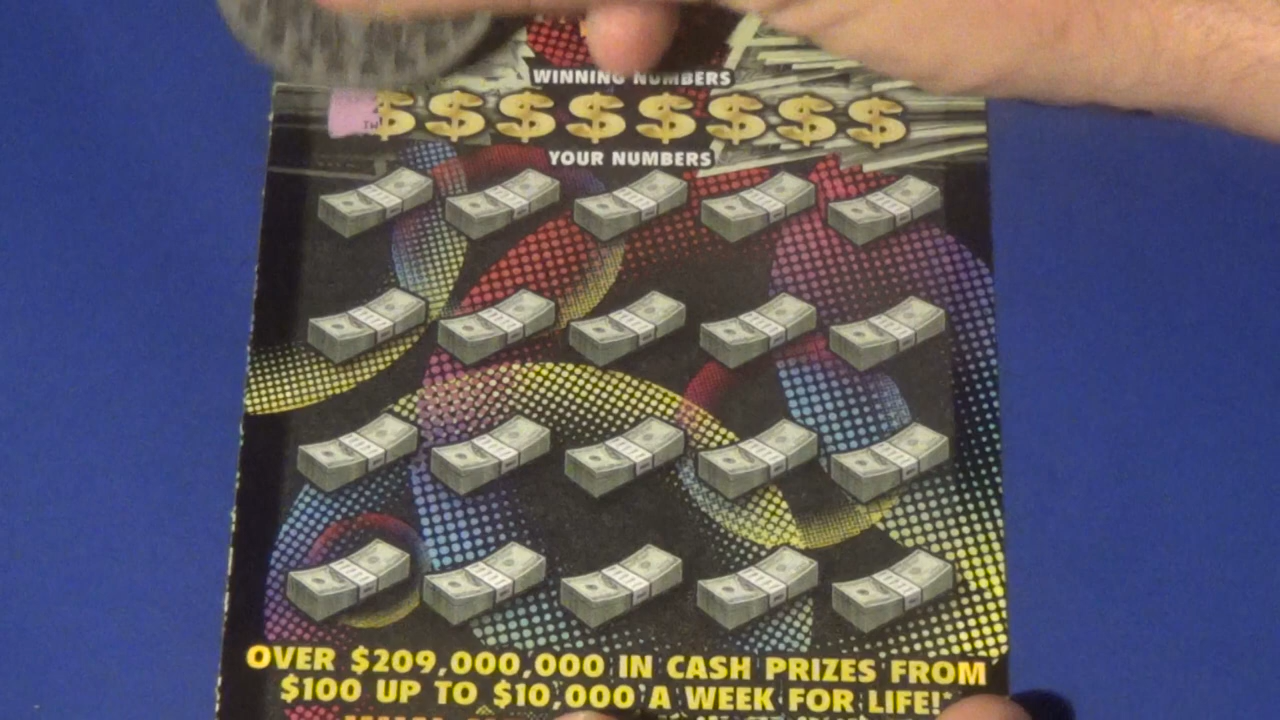 WINNING NUMBERS
$ $ $ $ $ $ $ $
YOUR NUMBERS
OVER $209,000,000 IN CASH PRIZES FROM
$100 UP TO $10,000 A WEEK FOR LIFE!*